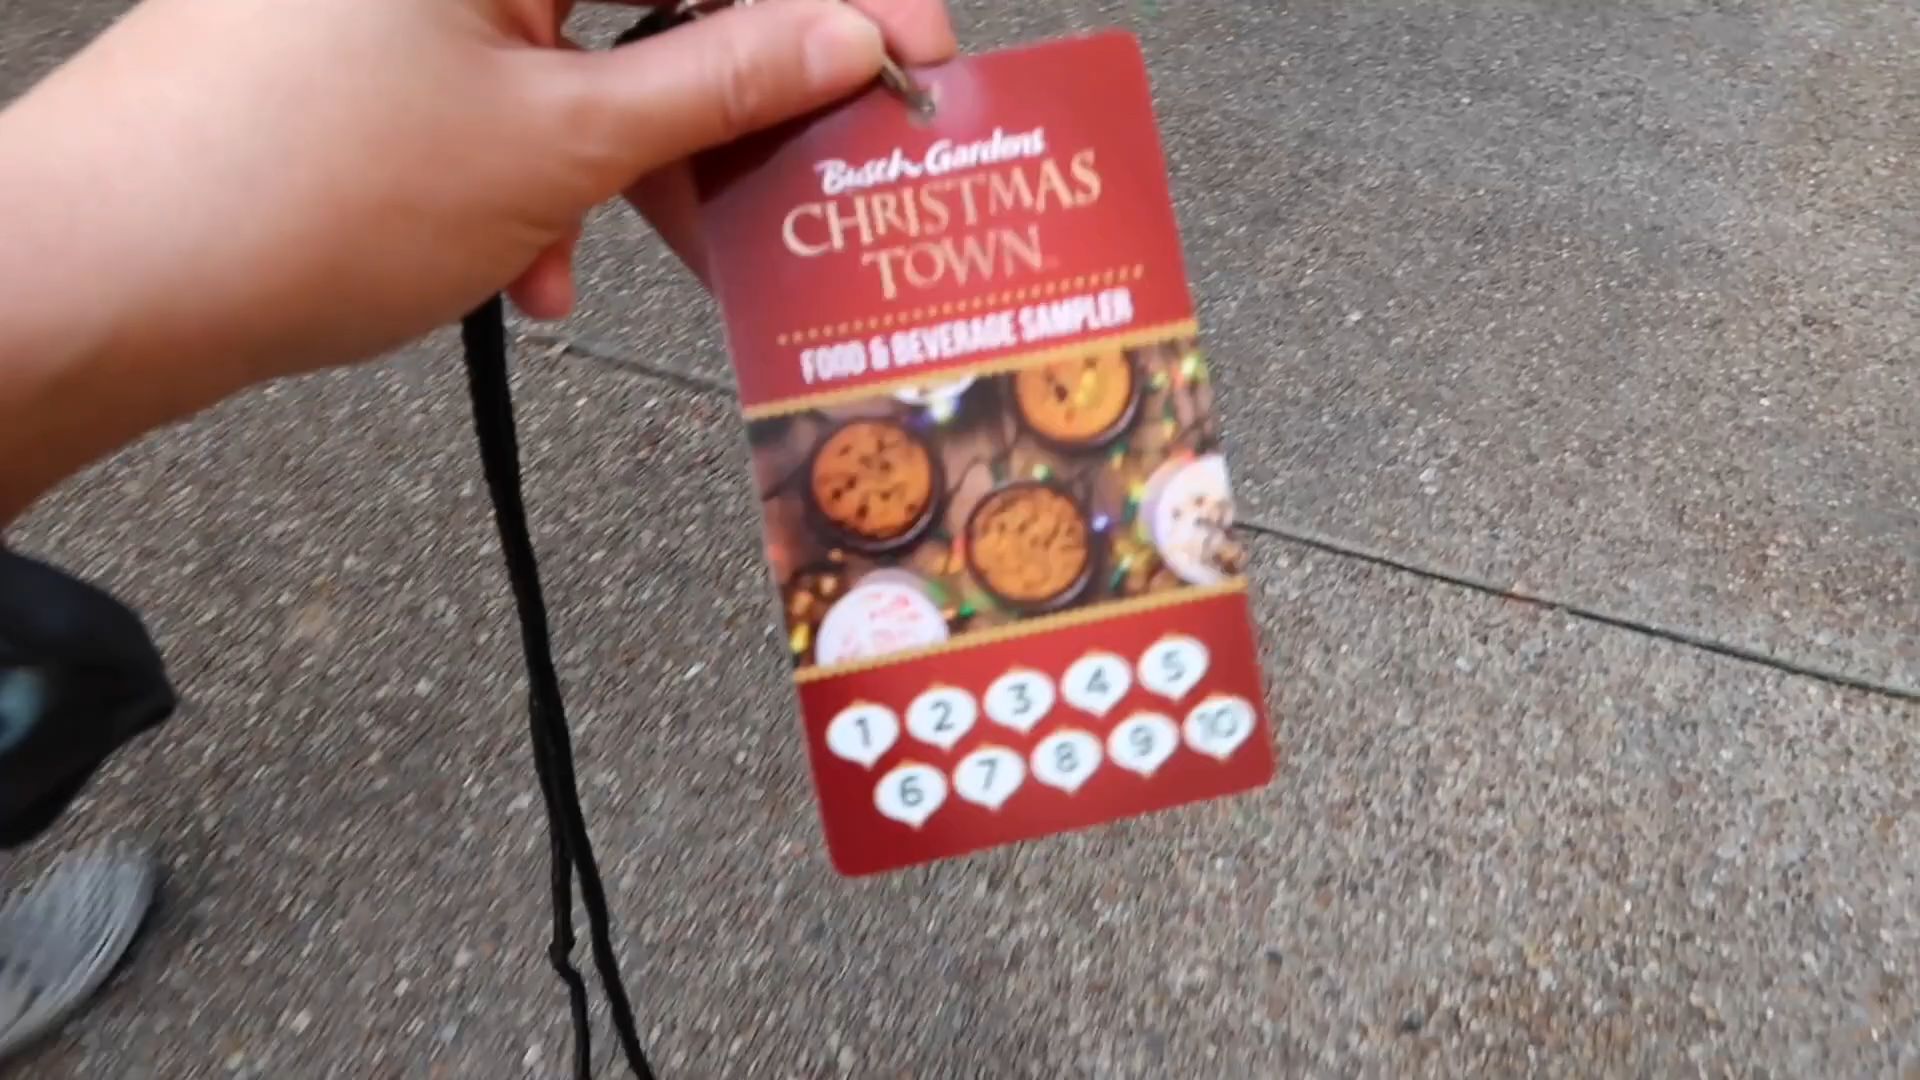 Busch Gardens
CHRISTMAS
TOWN
FOOD & BEVERAGE SAMPLER
1 2 3 4 5
6 7 8 9 10